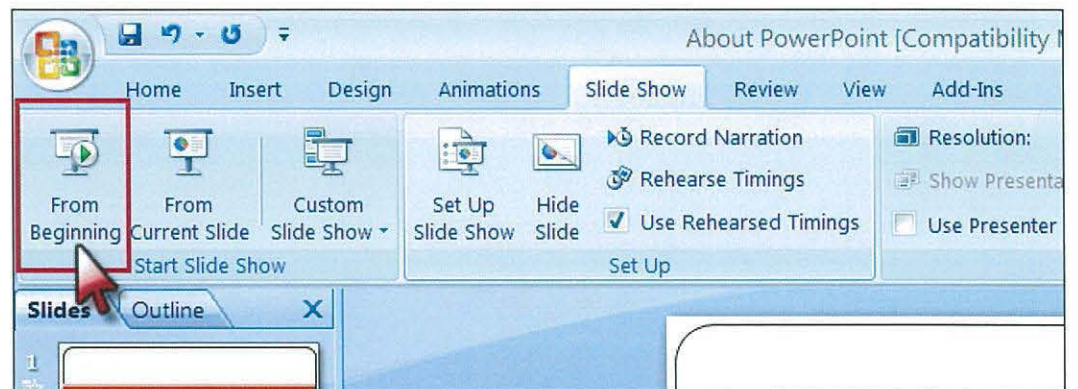 About PowerPoint [Compatibility
Home Insert Design Animations Slide Show Review View Add-Ins
From Beginning
From Current Slide
Custom Slide Show
Set Up Slide Show
Hide Slide
Record Narration
Rehearse Timings
Use Rehearsed Timings
Resolution:
Show Presenta
Use Presenter
Start Slide Show
Set Up
Slides Outline X
1